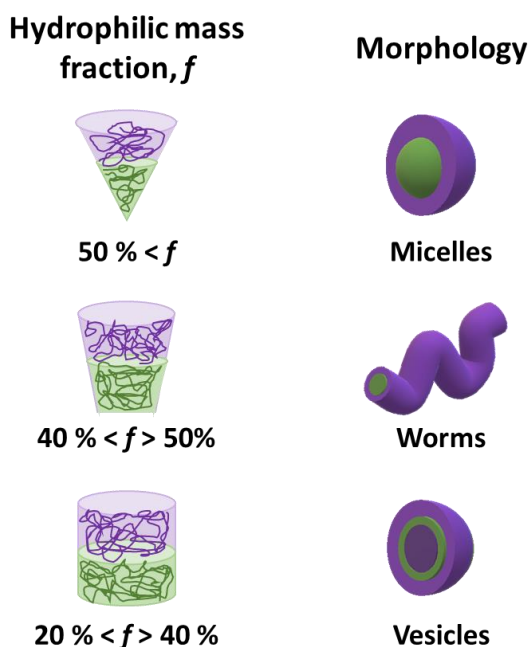 Hydrophilic mass
fraction, f
Morphology
50 % < f
Micelles
40 % < f > 50%
Worms
20 % < f > 40 %
Vesicles